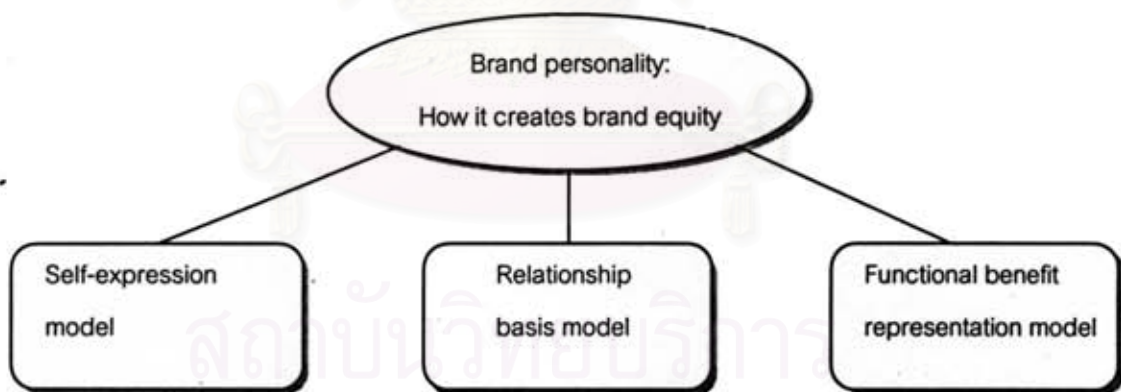 Brand personality:
How it creates brand equity
Self-expression
model
Relationship
basis model
Functional benefit
representation model
สถาบันวิทยบริการ